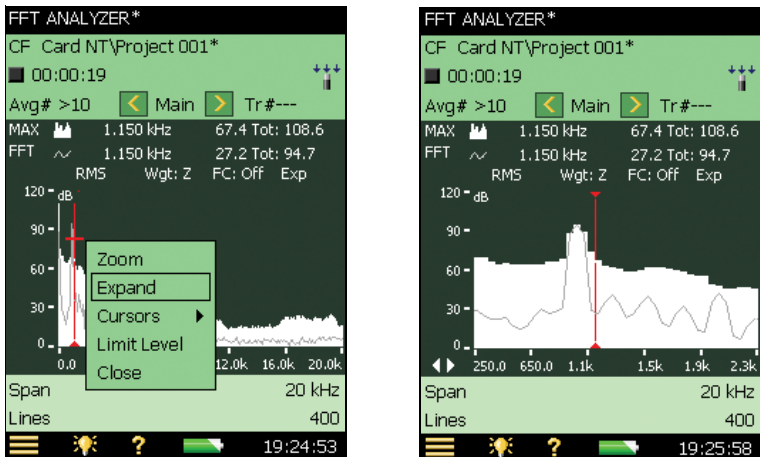 FFT ANALYZER*
CF Card NT\Project 001*
00:00:19
Avg# >10 Main Tr#---
MAX 1.150 kHz 67.4 Tot: 108.6
FFT 1.150 kHz 27.2 Tot: 94.7
RMS Wgt: Z FC: Off Exp
120 dB
90
60
30
0
Zoom
Expand
Cursors
Limit Level
Close
0.0 12.0k 16.0k 20.0k
Span 20 kHz
Lines 400
? 19:24:53
FFT ANALYZER*
CF Card NT\Project 001*
00:00:19
Avg# >10 Main Tr#---
MAX 1.150 kHz 67.4 Tot: 108.6
FFT 1.150 kHz 27.2 Tot: 94.7
RMS Wgt: Z FC: Off Exp
120 dB
90
60
30
0
250.0 650.0 1.1k 1.5k 1.9k 2.3k
Span 20 kHz
Lines 400
? 19:25:58